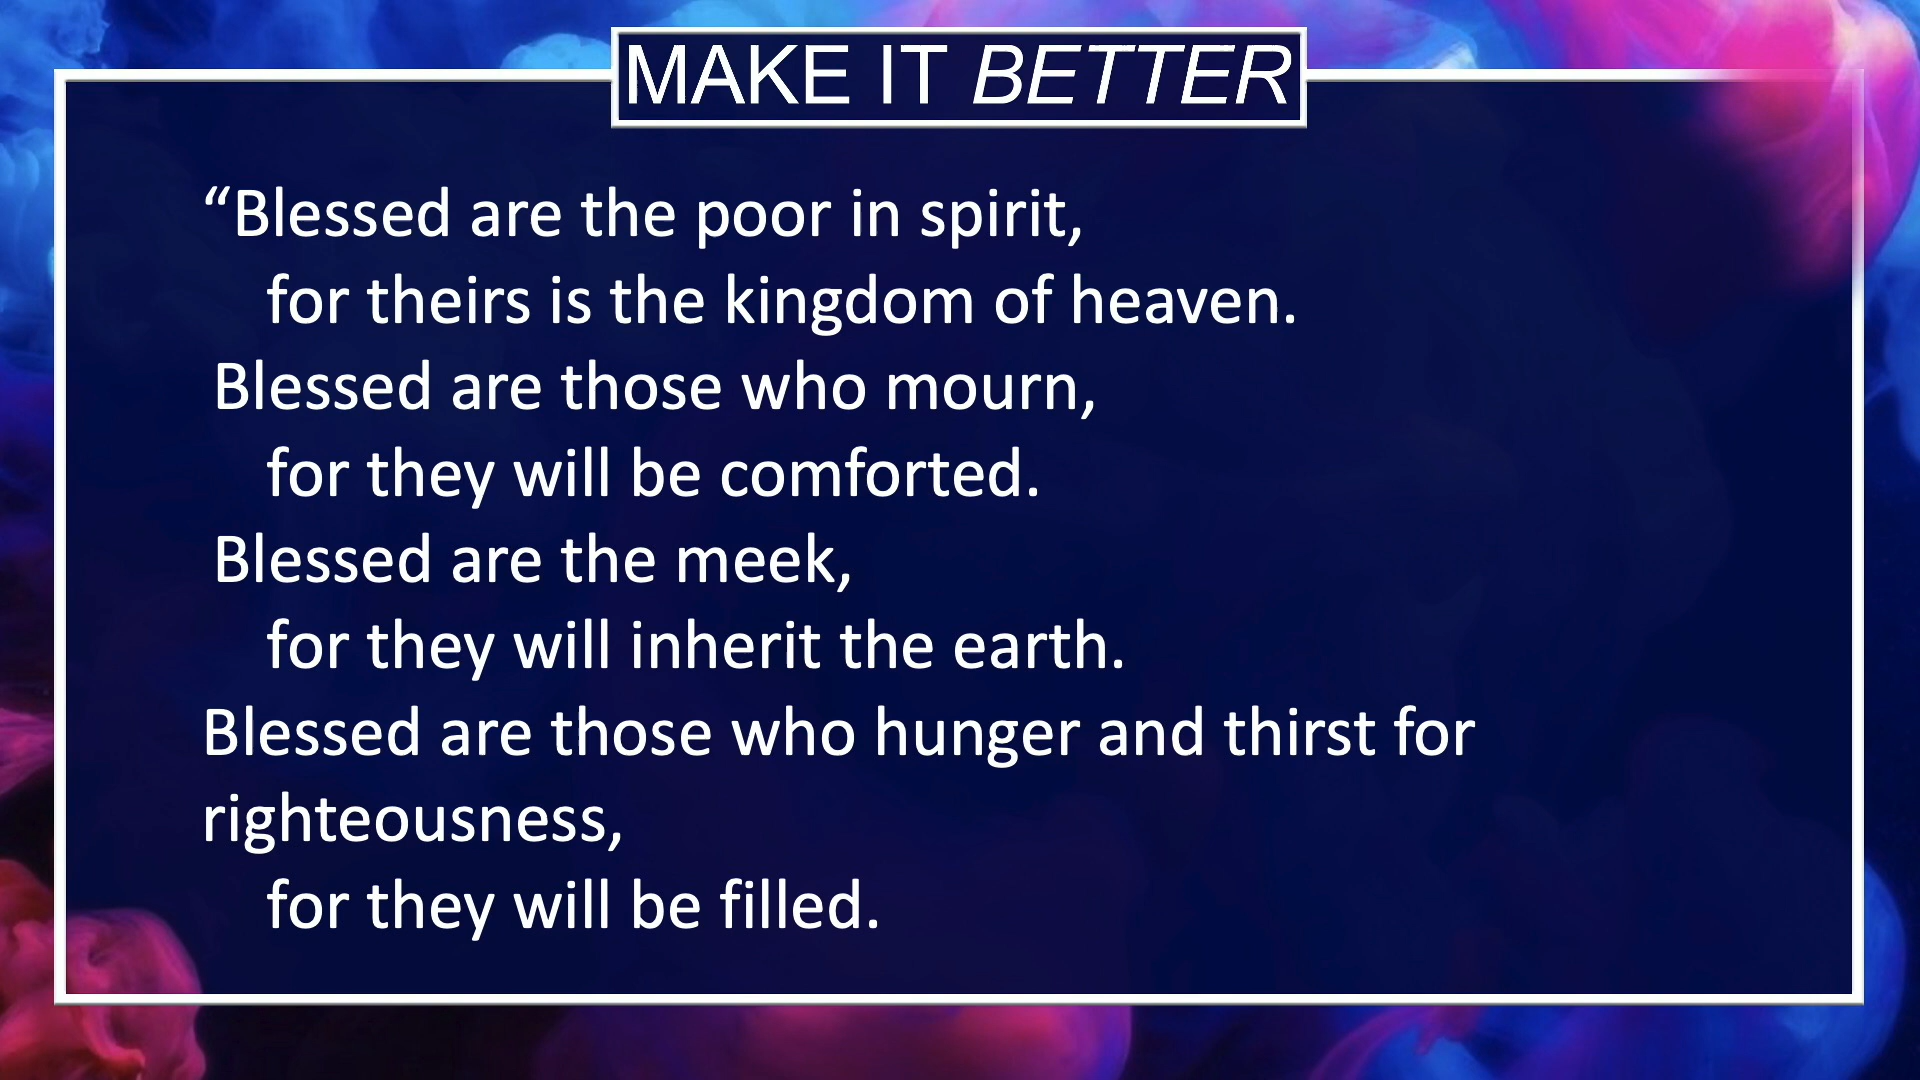 MAKE IT BETTER
“Blessed are the poor in spirit,
for theirs is the kingdom of heaven.
Blessed are those who mourn,
for they will be comforted.
Blessed are the meek,
for they will inherit the earth.
Blessed are those who hunger and thirst for
righteousness,
for they will be filled.